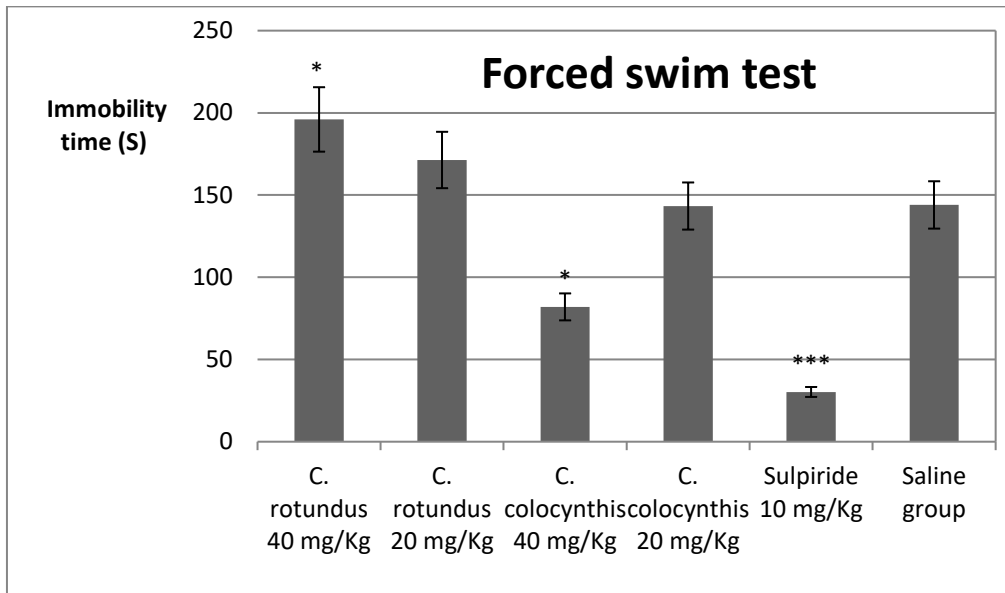 Forced swim test
Immobility
time (S)
250
200
150
100
50
0
*
*
***
C.
rotundus
40 mg/Kg
C.
rotundus
20 mg/Kg
C.
colocynthis
40 mg/Kg
C.
colocynthis
20 mg/Kg
Sulpiride
10 mg/Kg
Saline
group